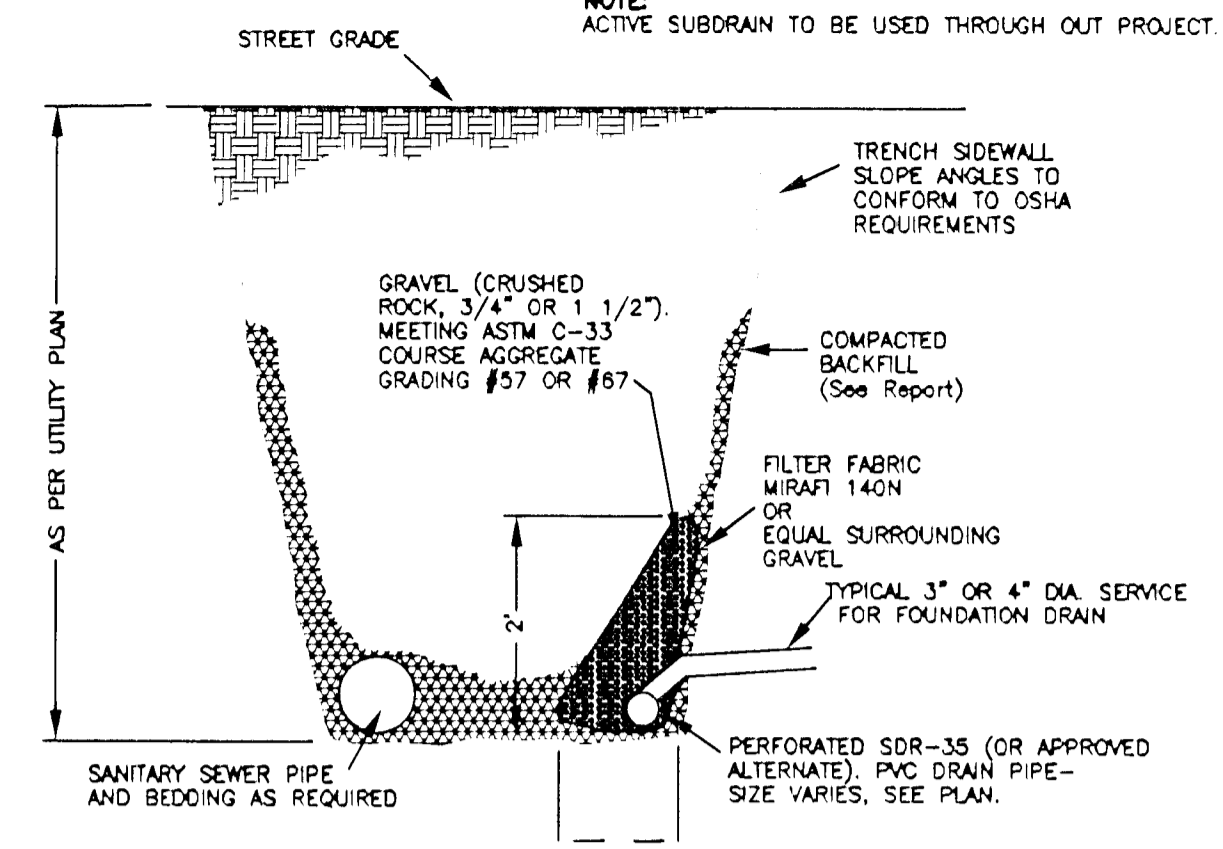 NOTE:
ACTIVE SUBDRAIN TO BE USED THROUGH OUT PROJECT.
STREET GRADE
TRENCH SIDEWALL
SLOPE ANGLES TO
CONFORM TO OSHA
REQUIREMENTS
GRAVEL (CRUSHED
ROCK, 3/4" OR 1 1/2").
MEETING ASTM C-33
COURSE AGGREGATE
GRADING #57 OR #67
COMPACTED
BACKFILL
(See Report)
AS PER UTILITY PLAN
FILTER FABRIC
MIRAFI 140N
OR
EQUAL SURROUNDING
GRAVEL
2'
TYPICAL 3" OR 4" DIA. SERVICE
FOR FOUNDATION DRAIN
PERFORATED SDR-35 (OR APPROVED
ALTERNATE). PVC DRAIN PIPE-
SIZE VARIES, SEE PLAN.
SANITARY SEWER PIPE
AND BEDDING AS REQUIRED